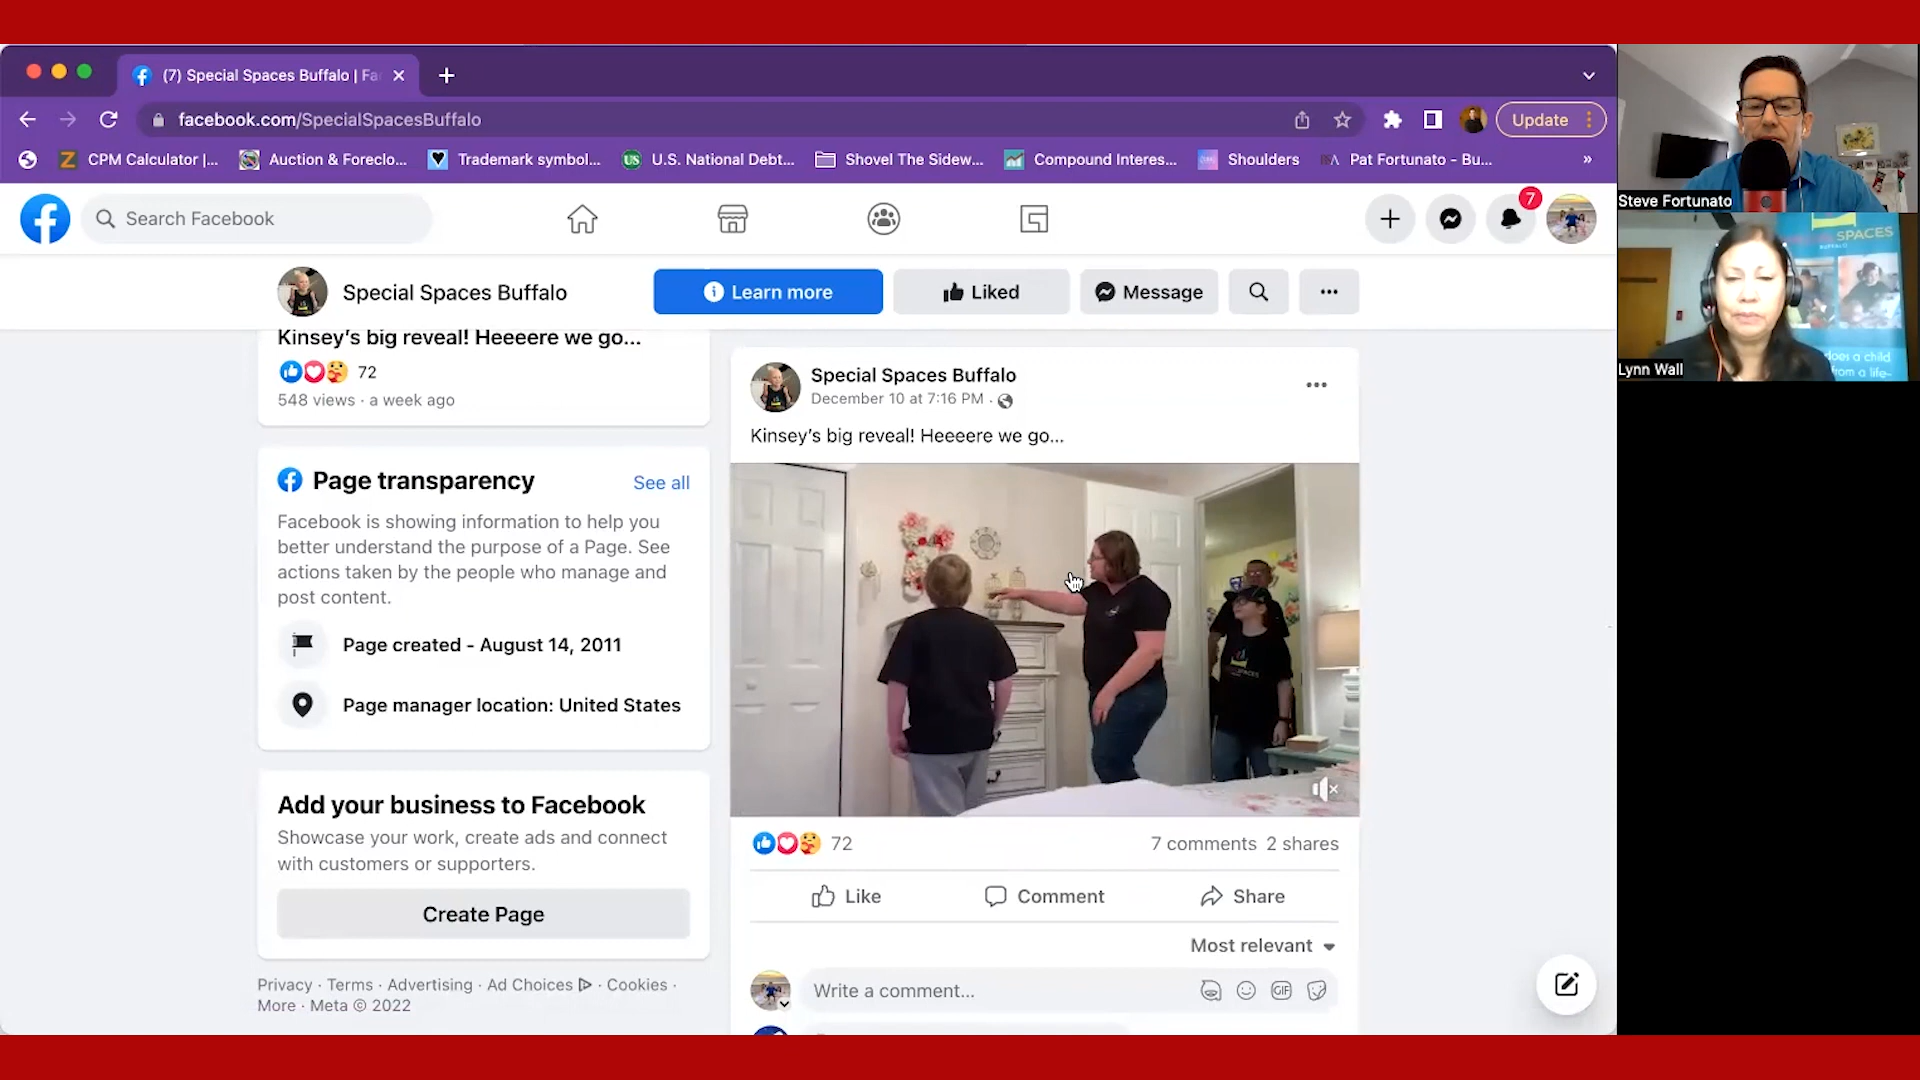 (7) Special Spaces Buffalo | Fa
facebook.com/SpecialSpacesBuffalo
Update
CPM Calculator |...
Auction & Foreclo...
Trademark symbol...
US
U.S. National Debt...
Shovel The Sidew...
Compound Interes...
Shoulders
Pat Fortunato - Bu...
»
Search Facebook
7
Special Spaces Buffalo
Learn more
Liked
Message
Kinsey's big reveal! Heeeere we go...
72
548 views · a week ago
Page transparency
See all
Facebook is showing information to help you
better understand the purpose of a Page. See
actions taken by the people who manage and
post content.
Page created - August 14, 2011
Page manager location: United States
Add your business to Facebook
Showcase your work, create ads and connect
with customers or supporters.
Create Page
Privacy · Terms · Advertising · Ad Choices · Cookies ·
More · Meta © 2022
Special Spaces Buffalo
December 10 at 7:16 PM ·
Kinsey's big reveal! Heeeere we go...
72
7 comments 2 shares
Like
Comment
Share
Most relevant
Write a comment...
GIF
Steve Fortunato
SPACES
BUFFALO
does a child
from a life-
Lynn Wall